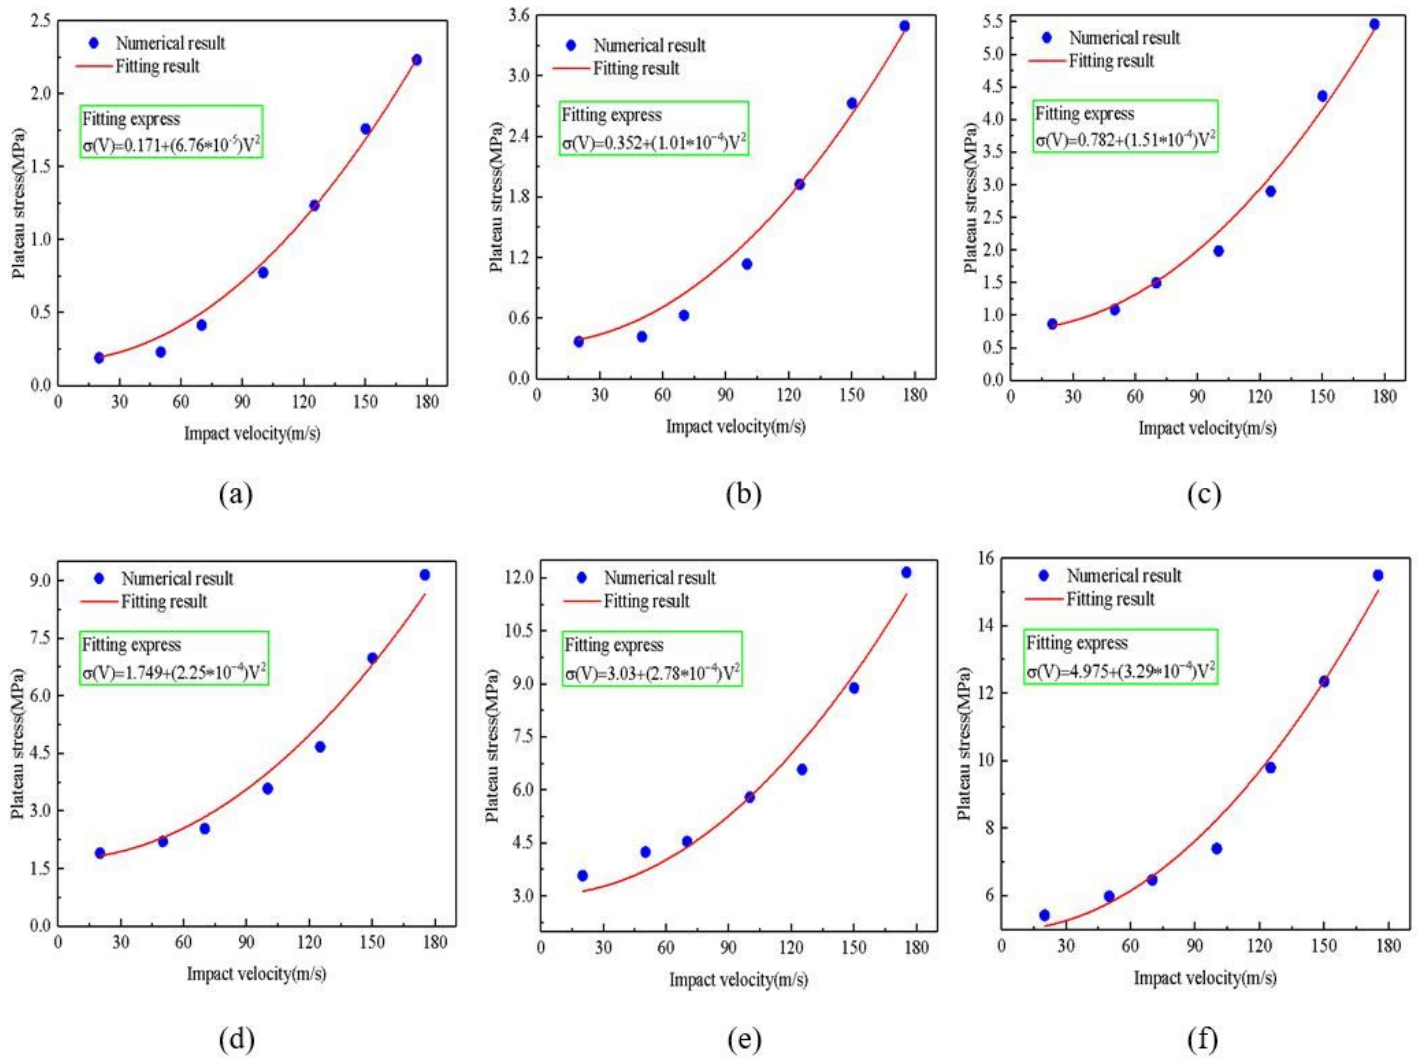 2.5
2.0
1.5
1.0
0.5
0.0
Plateau stress(MPa)
Numerical result
Fitting result
Fitting express
σ(V)=0.171+(6.76*10⁻⁵)V²
0 30 60 90 120 150 180
Impact velocity(m/s)
(a)
3.6
3.0
2.4
1.8
1.2
0.6
0.0
Plateau stress(MPa)
Numerical result
Fitting result
Fitting express
σ(V)=0.352+(1.01*10⁻⁴)V²
0 30 60 90 120 150 180
Impact velocity(m/s)
(b)
5.5
5.0
4.5
4.0
3.5
3.0
2.5
2.0
1.5
1.0
0.5
0.0
Plateau stress(MPa)
Numerical result
Fitting result
Fitting express
σ(V)=0.782+(1.51*10⁻⁴)V²
0 30 60 90 120 150 180
Impact velocity(m/s)
(c)
9.0
7.5
6.0
4.5
3.0
1.5
0.0
Plateau stress(MPa)
Numerical result
Fitting result
Fitting express
σ(V)=1.749+(2.25*10⁻⁴)V²
0 30 60 90 120 150 180
Impact velocity(m/s)
(d)
12.0
10.5
9.0
7.5
6.0
4.5
3.0
Plateau stress(MPa)
Numerical result
Fitting result
Fitting express
σ(V)=3.03+(2.78*10⁻⁴)V²
0 30 60 90 120 150 180
Impact velocity(m/s)
(e)
16
14
12
10
8
6
Plateau stress(MPa)
Numerical result
Fitting result
Fitting express
σ(V)=4.975+(3.29*10⁻⁴)V²
0 30 60 90 120 150 180
Impact velocity(m/s)
(f)